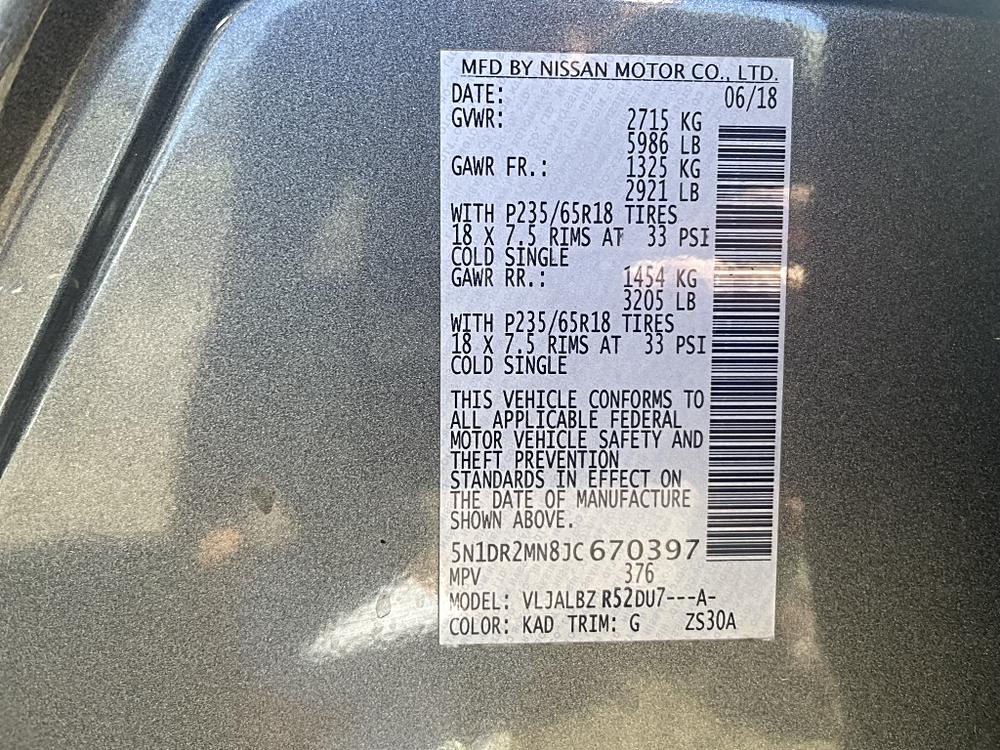 MFD BY NISSAN MOTOR CO., LTD.
DATE: 06/18
GVWR: 2715 KG
5986 LB
GAWR FR.: 1325 KG
2921 LB
WITH P235/65R18 TIRES
18 X 7.5 RIMS AT 33 PSI
COLD SINGLE
GAWR RR.: 1454 KG
3205 LB
WITH P235/65R18 TIRES
18 X 7.5 RIMS AT 33 PSI
COLD SINGLE
THIS VEHICLE CONFORMS TO
ALL APPLICABLE FEDERAL
MOTOR VEHICLE SAFETY AND
THEFT PREVENTION
STANDARDS IN EFFECT ON
THE DATE OF MANUFACTURE
SHOWN ABOVE.
5N1DR2MN8JC670397
MPV 376
MODEL: VLJALBZ R52DU7---A-
COLOR: KAD TRIM: G ZS30A